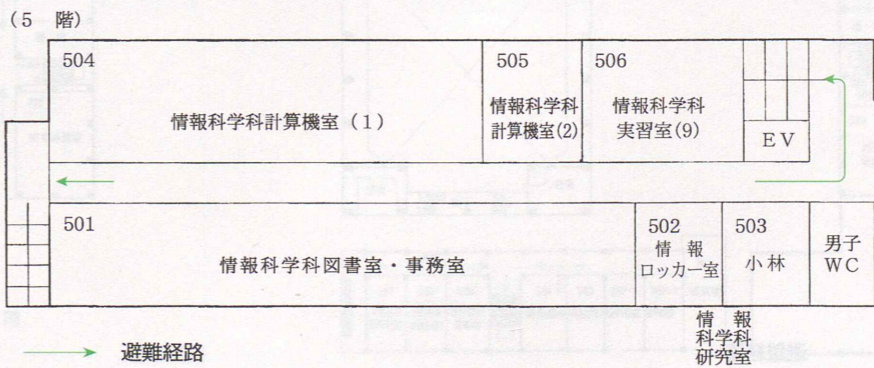 (5 階)
504
情報科学科計算機室(1)
505
情報科学科
計算機室(2)
506
情報科学科
実習室(9)
EV
501
情報科学科図書室・事務室
502
情 報
ロッカー室
503
小林
男子
WC
情 報
科学科
研究室
避難経路